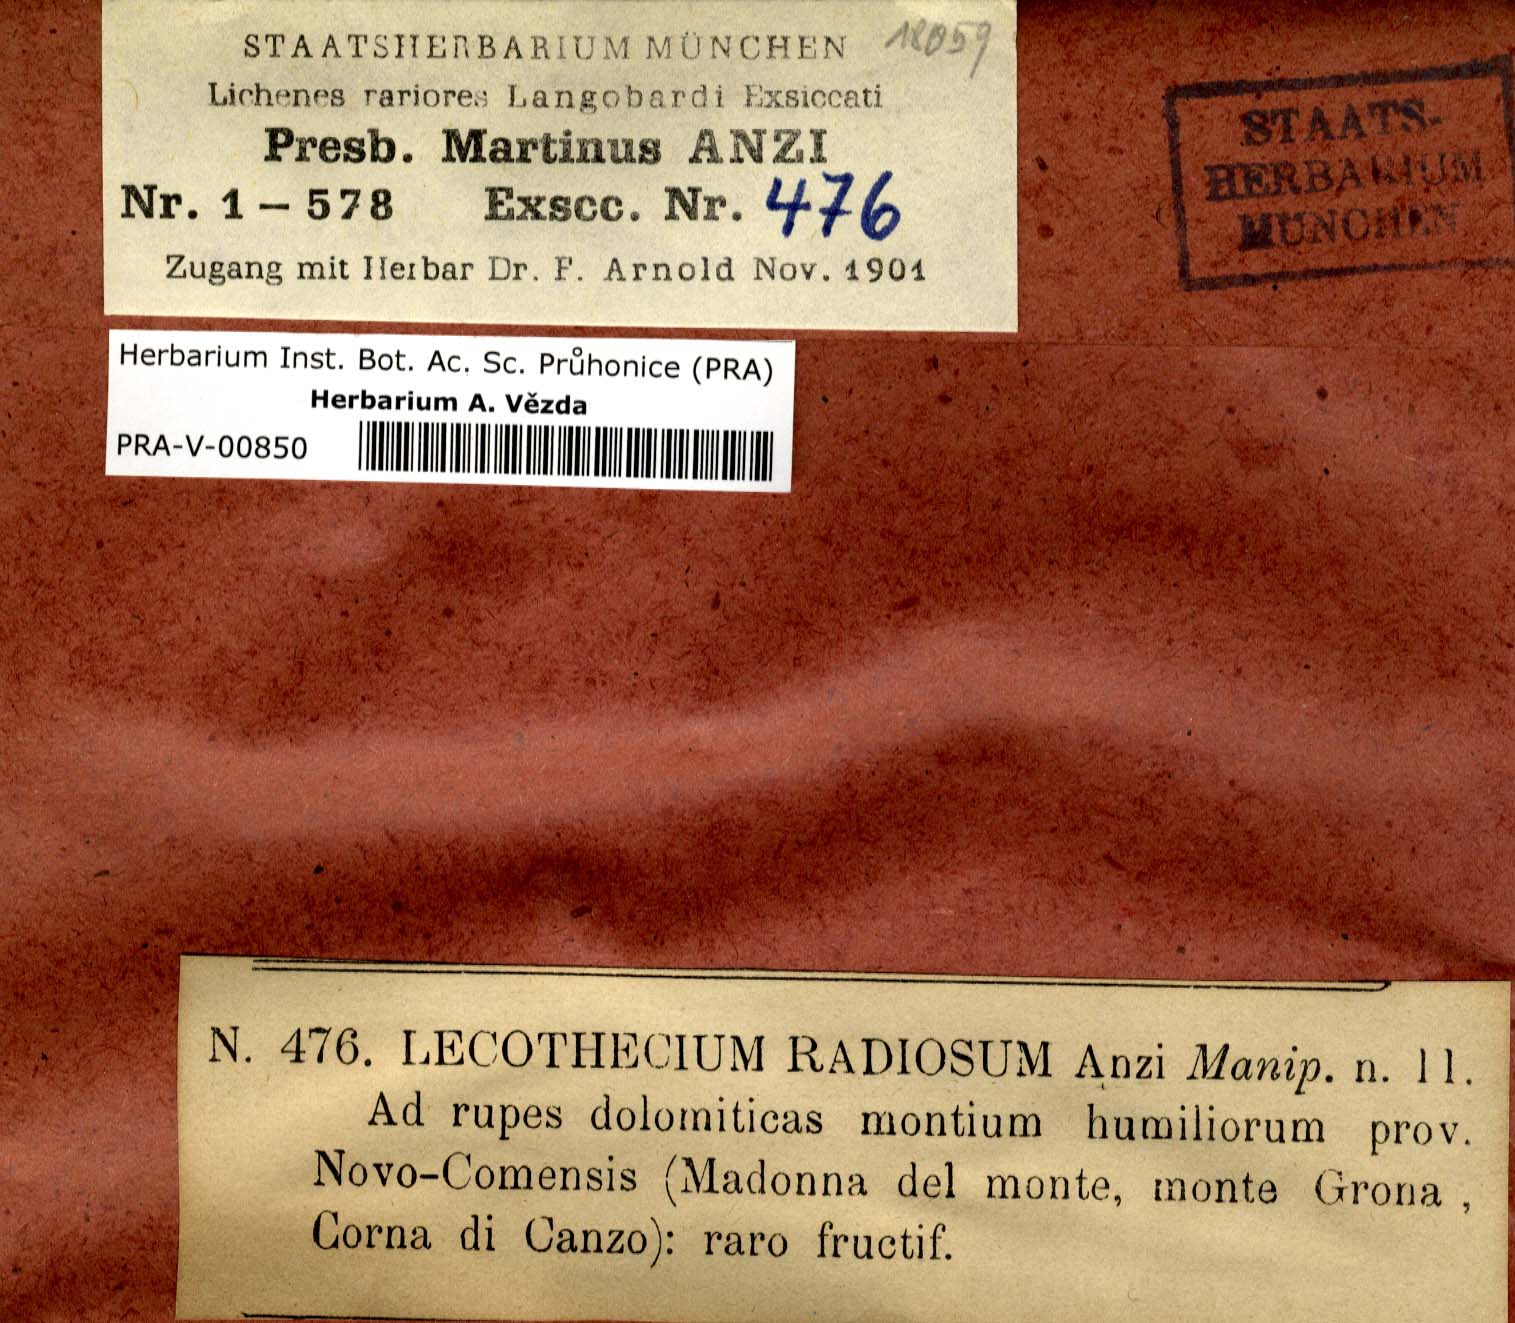 STAATSHERBARIUM MÜNCHEN 18059
Lichenes rariores Langobardi Exsiccati
Presb. Martinus ANZI
Nr. 1 – 578 Exscc. Nr. 476
Zugang mit Herbar Dr. F. Arnold Nov. 1901
STAATS-
HERBARIUM
MÜNCHEN
Herbarium Inst. Bot. Ac. Sc. Průhonice (PRA)
Herbarium A. Vězda
PRA-V-00850
N. 476. LECOTHECIUM RADIOSUM Anzi Manip. n. 11.
Ad rupes dolomiticas montium humiliorum prov.
Novo-Comensis (Madonna del monte, monte Grona ,
Corna di Canzo): raro fructif.